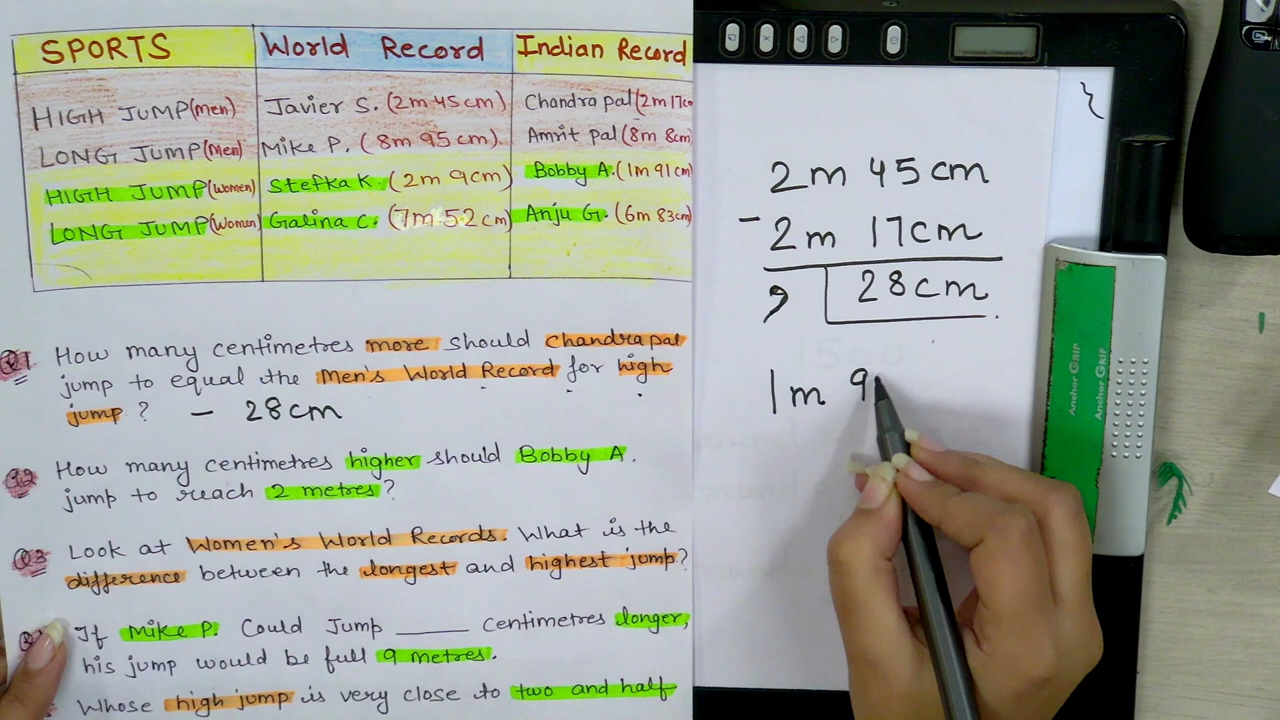 SPORTS World Record Indian Record
HIGH JUMP(men) Javier S. (2m 45cm) Chandra pal (2m 17c
LONG JUMP(Men) Mike P. (8m 95cm). Amrit pal (8m 8cm)
HIGH JUMP(women) Stefka K. (2m 9cm) Bobby A. (1m 91cm)
LONG JUMP(Women) Galina C. (7m 52cm) Anju G. (6m 83cm)
Q1 How many centimetres more should chandra pal
jump to equal the Men's World Record for high
jump ? - 28cm
Q2 How many centimetres higher should Bobby A.
jump to reach 2 metres?
Q3 Look at Women's World Records. What is the
difference between the longest and highest jump?
If Mike P. Could Jump _____ centimetres longer,
his jump would be full 9 metres.
Whose high jump is very close to two and half
2m 45cm
- 2m 17cm
, 28cm
1m 9
Anchor GRIP
Anchor GRIP